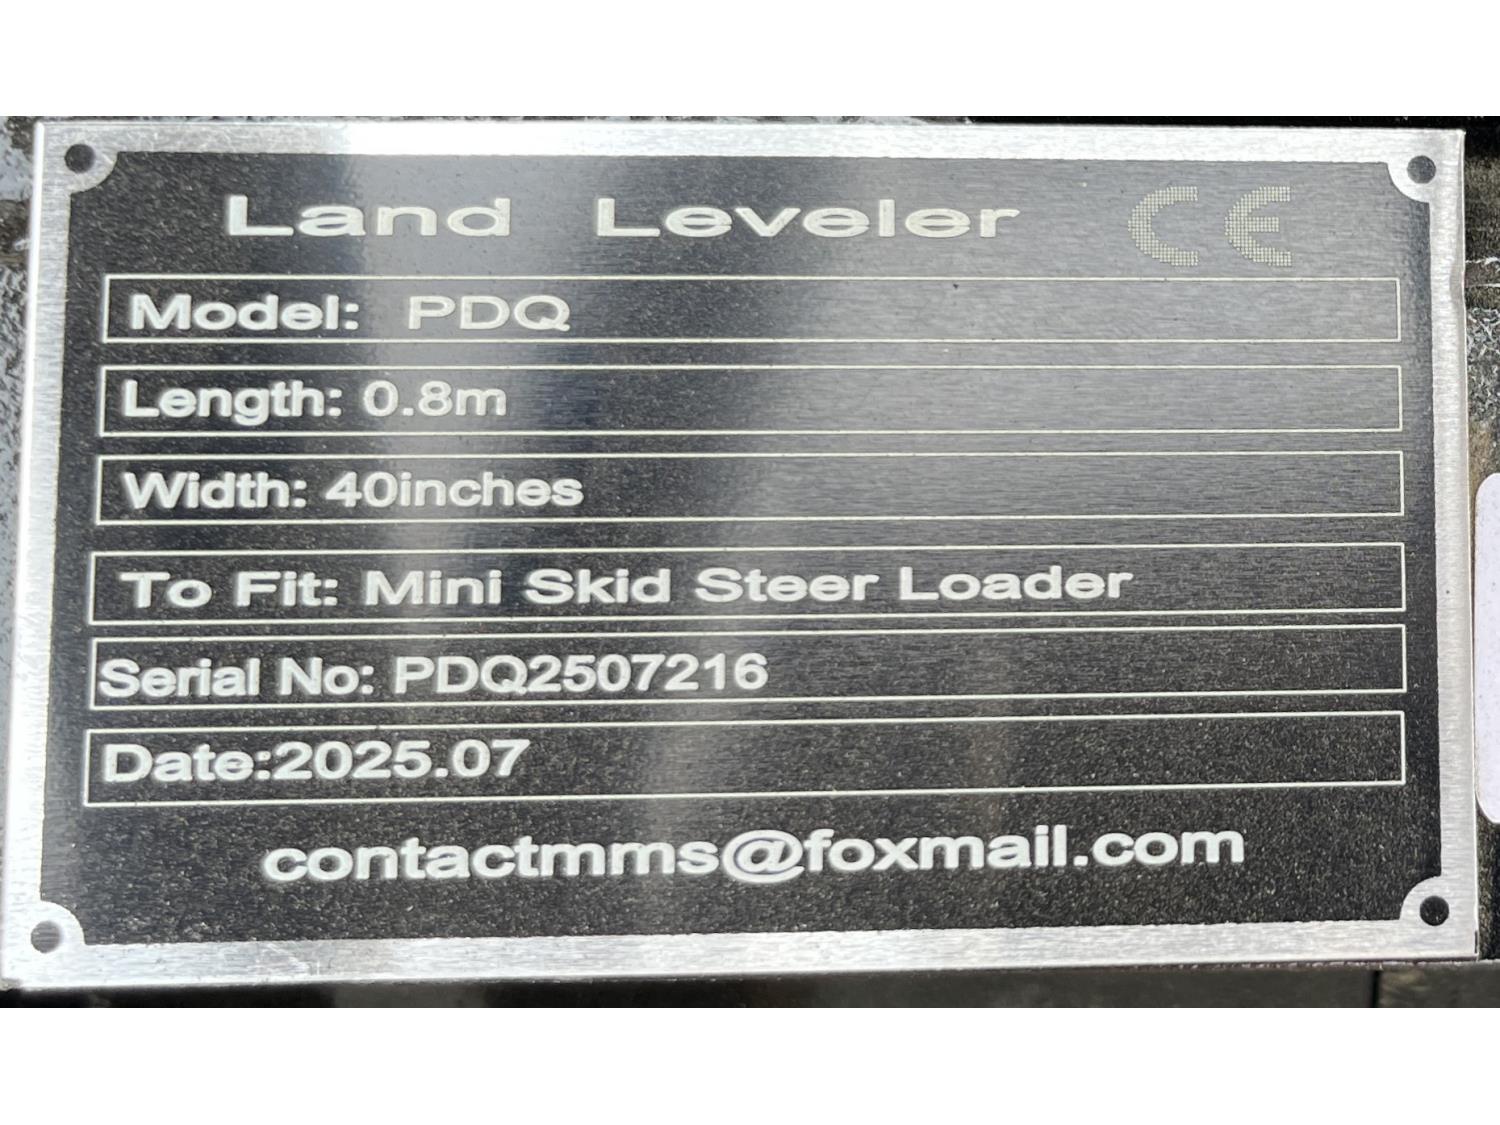 Land Leveler CE
Model: PDQ
Length: 0.8m
Width: 40inches
To Fit: Mini Skid Steer Loader
Serial No: PDQ2507216
Date:2025.07
contactmms@foxmail.com